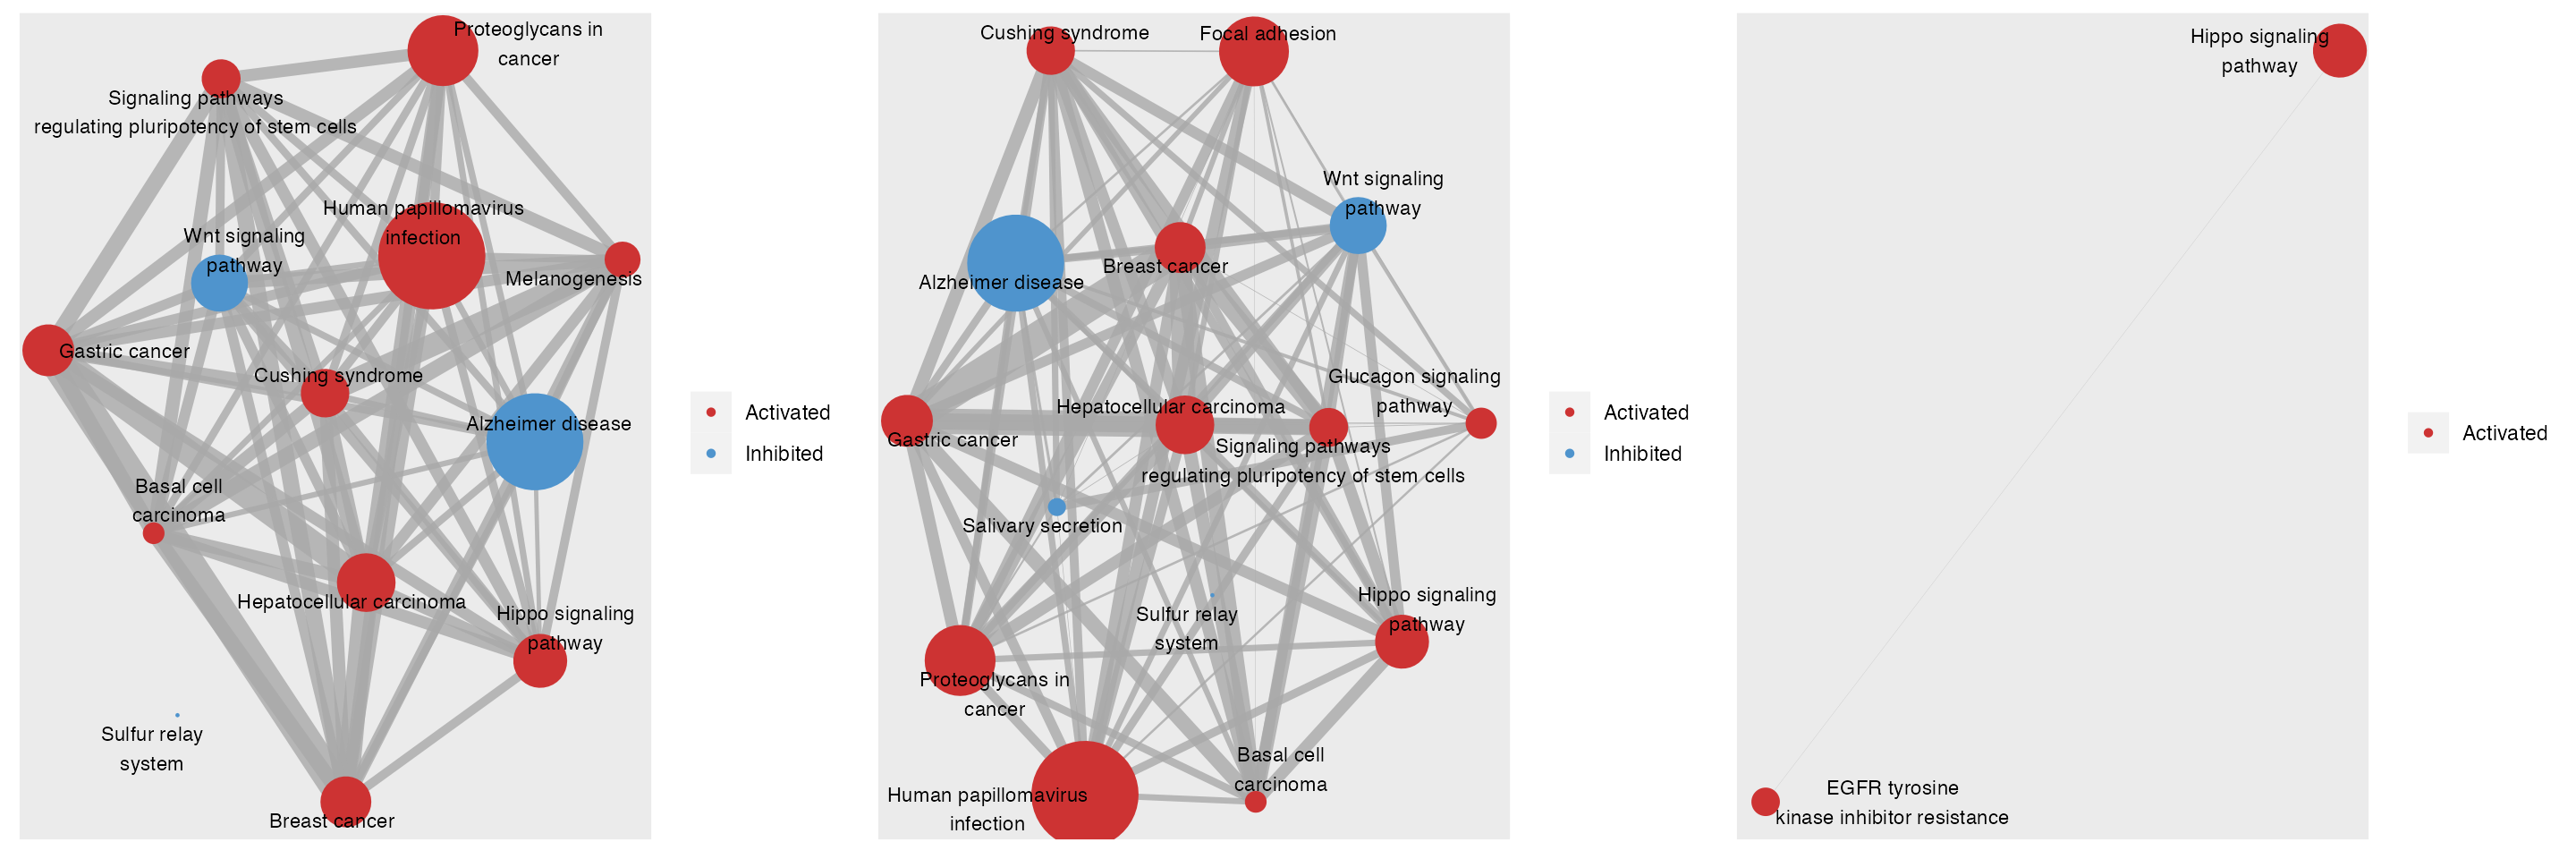 Proteoglycans in
cancer
Signaling pathways
regulating pluripotency of stem cells
Human papillomavirus
infection
Wnt signaling
pathway
Melanogenesis
Gastric cancer
Cushing syndrome
Alzheimer disease
Basal cell
carcinoma
Hepatocellular carcinoma
Hippo signaling
pathway
Sulfur relay
system
Breast cancer
Activated
Inhibited
Cushing syndrome
Focal adhesion
Wnt signaling
pathway
Breast cancer
Alzheimer disease
Glucagon signaling
pathway
Hepatocellular carcinoma
Gastric cancer
Signaling pathways
regulating pluripotency of stem cells
Salivary secretion
Hippo signaling
pathway
Sulfur relay
system
Proteoglycans in
cancer
Basal cell
carcinoma
Human papillomavirus
infection
Activated
Inhibited
Hippo signaling
pathway
EGFR tyrosine
kinase inhibitor resistance
Activated